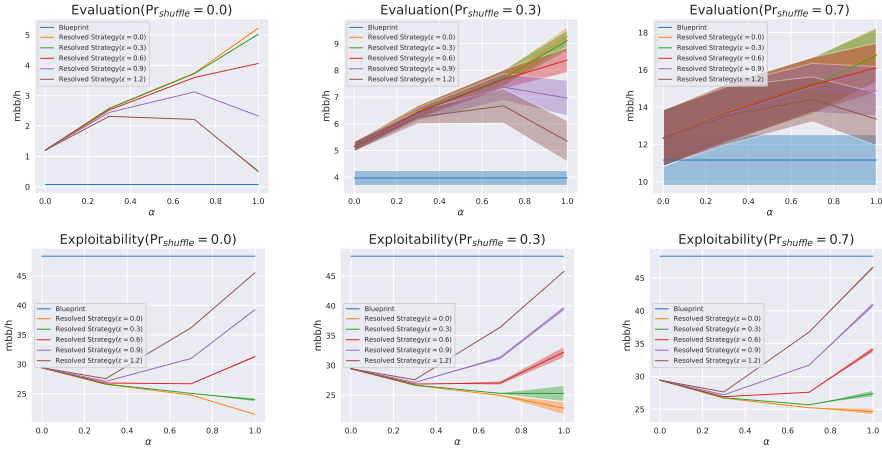 Evaluation(Pr_shuffle = 0.0)
mbb/h
5
4
3
2
1
0
Blueprint
Resolved Strategy(ε = 0.0)
Resolved Strategy(ε = 0.3)
Resolved Strategy(ε = 0.6)
Resolved Strategy(ε = 0.9)
Resolved Strategy(ε = 1.2)
0.0 0.2 0.4 0.6 0.8 1.0
α
Evaluation(Pr_shuffle = 0.3)
mbb/h
9
8
7
6
5
4
Blueprint
Resolved Strategy(ε = 0.0)
Resolved Strategy(ε = 0.3)
Resolved Strategy(ε = 0.6)
Resolved Strategy(ε = 0.9)
Resolved Strategy(ε = 1.2)
0.0 0.2 0.4 0.6 0.8 1.0
α
Evaluation(Pr_shuffle = 0.7)
mbb/h
18
16
14
12
10
Blueprint
Resolved Strategy(ε = 0.0)
Resolved Strategy(ε = 0.3)
Resolved Strategy(ε = 0.6)
Resolved Strategy(ε = 0.9)
Resolved Strategy(ε = 1.2)
0.0 0.2 0.4 0.6 0.8 1.0
α
Exploitability(Pr_shuffle = 0.0)
mbb/h
45
40
35
30
25
Blueprint
Resolved Strategy(ε = 0.0)
Resolved Strategy(ε = 0.3)
Resolved Strategy(ε = 0.6)
Resolved Strategy(ε = 0.9)
Resolved Strategy(ε = 1.2)
0.0 0.2 0.4 0.6 0.8 1.0
α
Exploitability(Pr_shuffle = 0.3)
mbb/h
45
40
35
30
25
Blueprint
Resolved Strategy(ε = 0.0)
Resolved Strategy(ε = 0.3)
Resolved Strategy(ε = 0.6)
Resolved Strategy(ε = 0.9)
Resolved Strategy(ε = 1.2)
0.0 0.2 0.4 0.6 0.8 1.0
α
Exploitability(Pr_shuffle = 0.7)
mbb/h
45
40
35
30
25
Blueprint
Resolved Strategy(ε = 0.0)
Resolved Strategy(ε = 0.3)
Resolved Strategy(ε = 0.6)
Resolved Strategy(ε = 0.9)
Resolved Strategy(ε = 1.2)
0.0 0.2 0.4 0.6 0.8 1.0
α